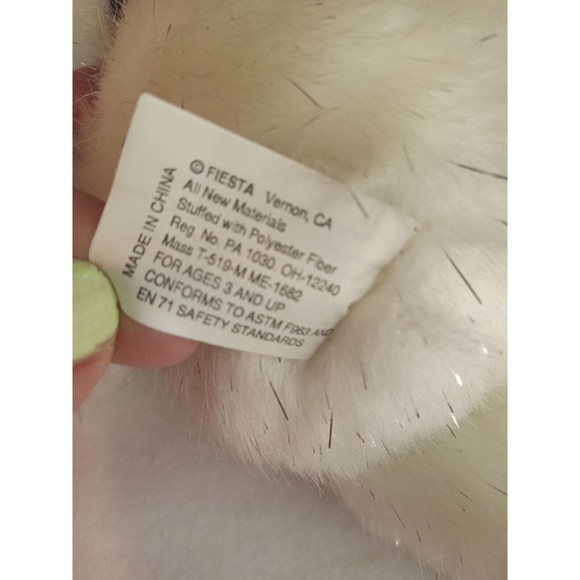 © FIESTA Vernon, CA
All New Materials
Stuffed with Polyester Fiber
Reg. No. PA 1030. OH-12240
Mass T-519-M ME-1682
FOR AGES 3 AND UP
CONFORMS TO ASTM F963 AND
EN 71 SAFETY STANDARDS
MADE IN CHINA